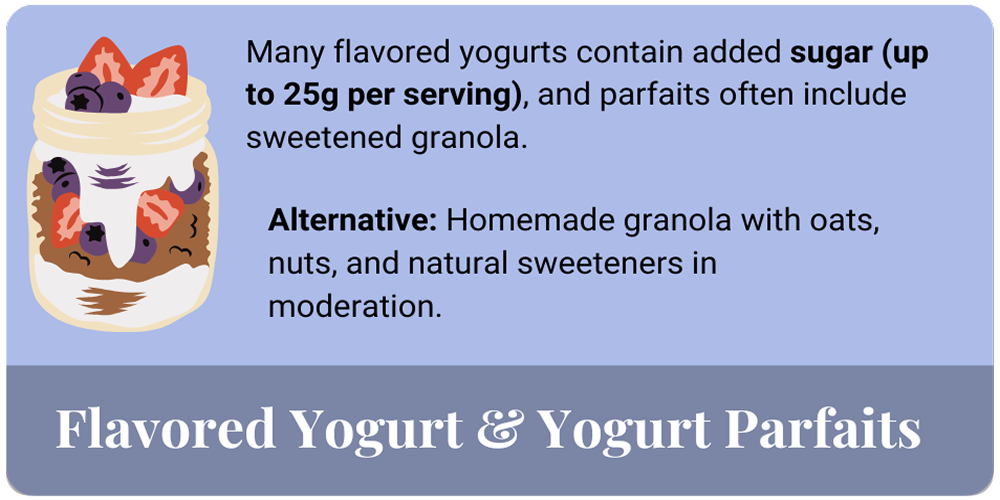 Many flavored yogurts contain added sugar (up
to 25g per serving), and parfaits often include
sweetened granola.
Alternative: Homemade granola with oats,
nuts, and natural sweeteners in
moderation.
Flavored Yogurt & Yogurt Parfaits